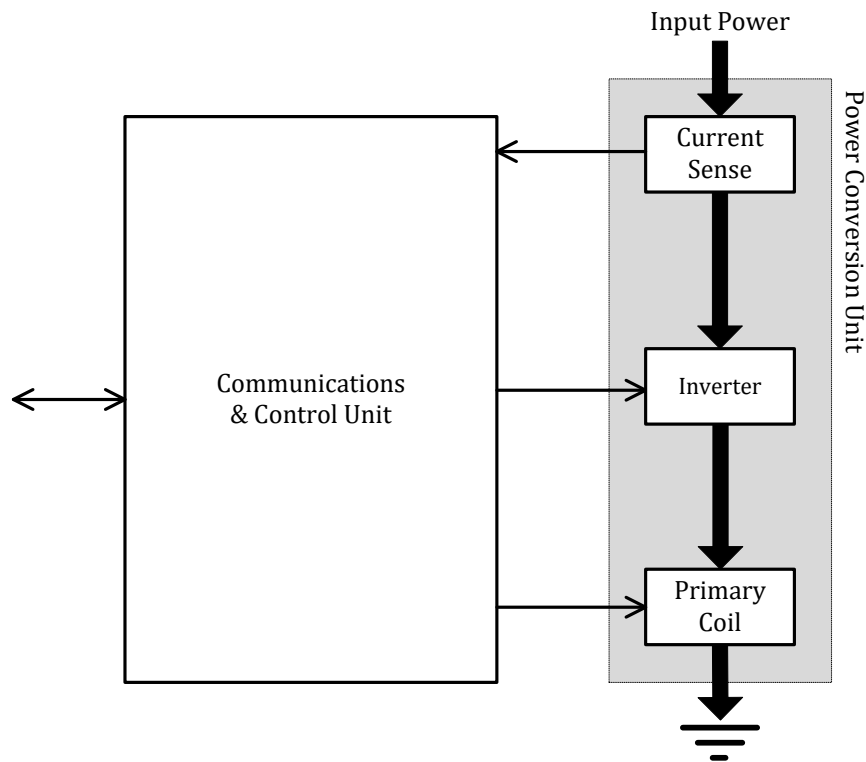 Input Power
Power Conversion Unit
Current
Sense
Communications
& Control Unit
Inverter
Primary
Coil